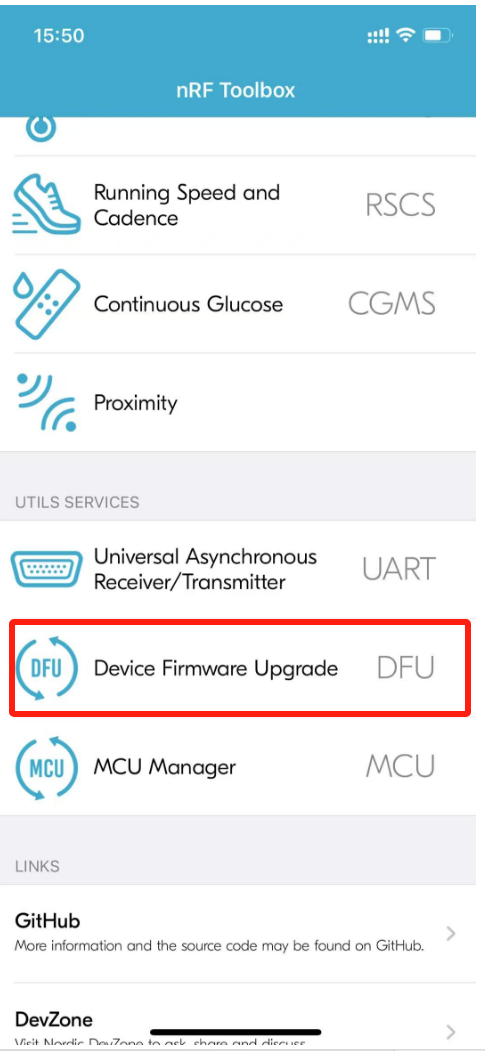 15:50
nRF Toolbox
Running Speed and
Cadence
RSCS
Continuous Glucose
CGMS
Proximity
UTILS SERVICES
Universal Asynchronous
Receiver/Transmitter
UART
DFU
Device Firmware Upgrade
DFU
MCU
MCU Manager
MCU
LINKS
GitHub
More information and the source code may be found on GitHub.
DevZone
Visit Nordic DevZone to ask, share and discuss